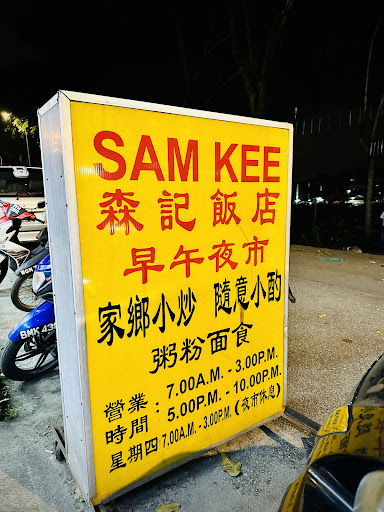 SAM KEE
森記飯店
早午夜市
家鄉小炒 隨意小酌
粥粉面食
營業時間：
7.00A.M. - 3.00P.M.
5.00P.M. - 10.00P.M.
星期四 7.00A.M. - 3.00P.M. (夜市休息)